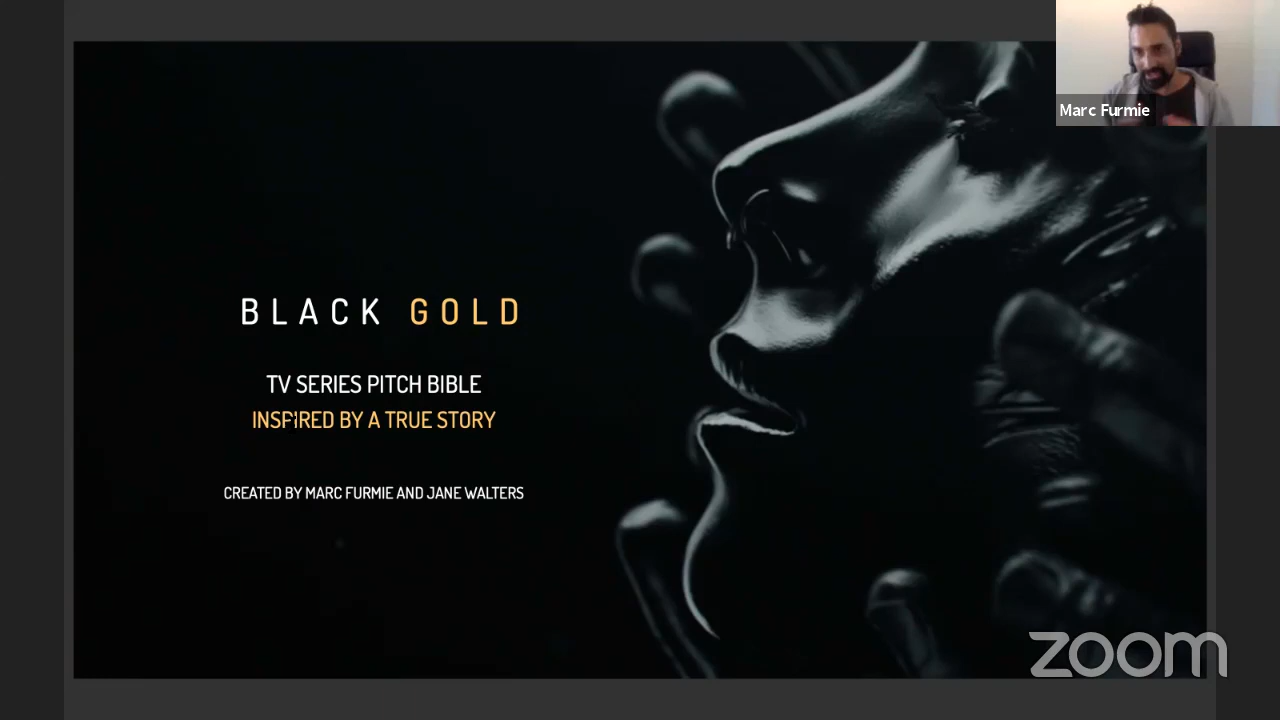 Marc Furmie
BLACK GOLD
TV SERIES PITCH BIBLE
INSPIRED BY A TRUE STORY
CREATED BY MARC FURMIE AND JANE WALTERS
zoom